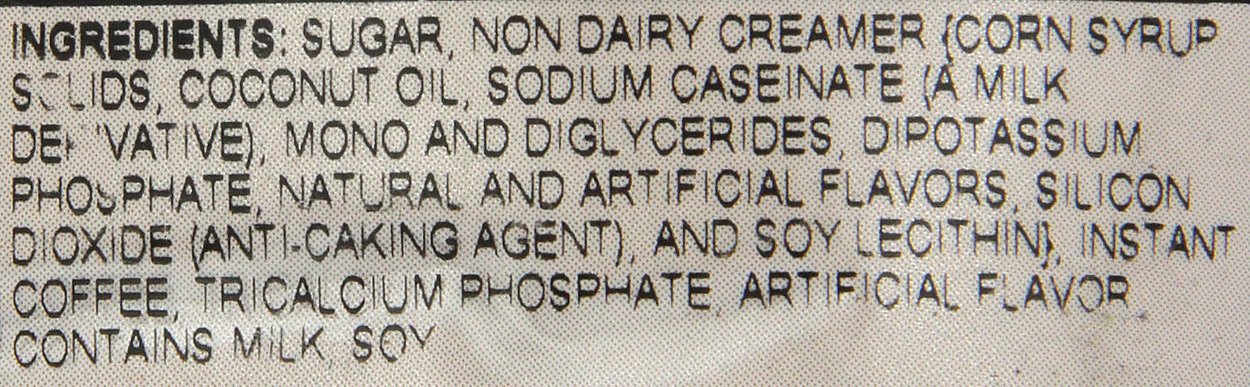 INGREDIENTS: SUGAR, NON DAIRY CREAMER {CORN SYRUP
SOLIDS, COCONUT OIL, SODIUM CASEINATE (A MILK
DERIVATIVE), MONO AND DIGLYCERIDES, DIPOTASSIUM
PHOSPHATE, NATURAL AND ARTIFICIAL FLAVORS, SILICON
DIOXIDE (ANTI-CAKING AGENT), AND SOY LECITHIN}, INSTANT
COFFEE, TRICALCIUM PHOSPHATE, ARTIFICIAL FLAVOR
CONTAINS MILK, SOY